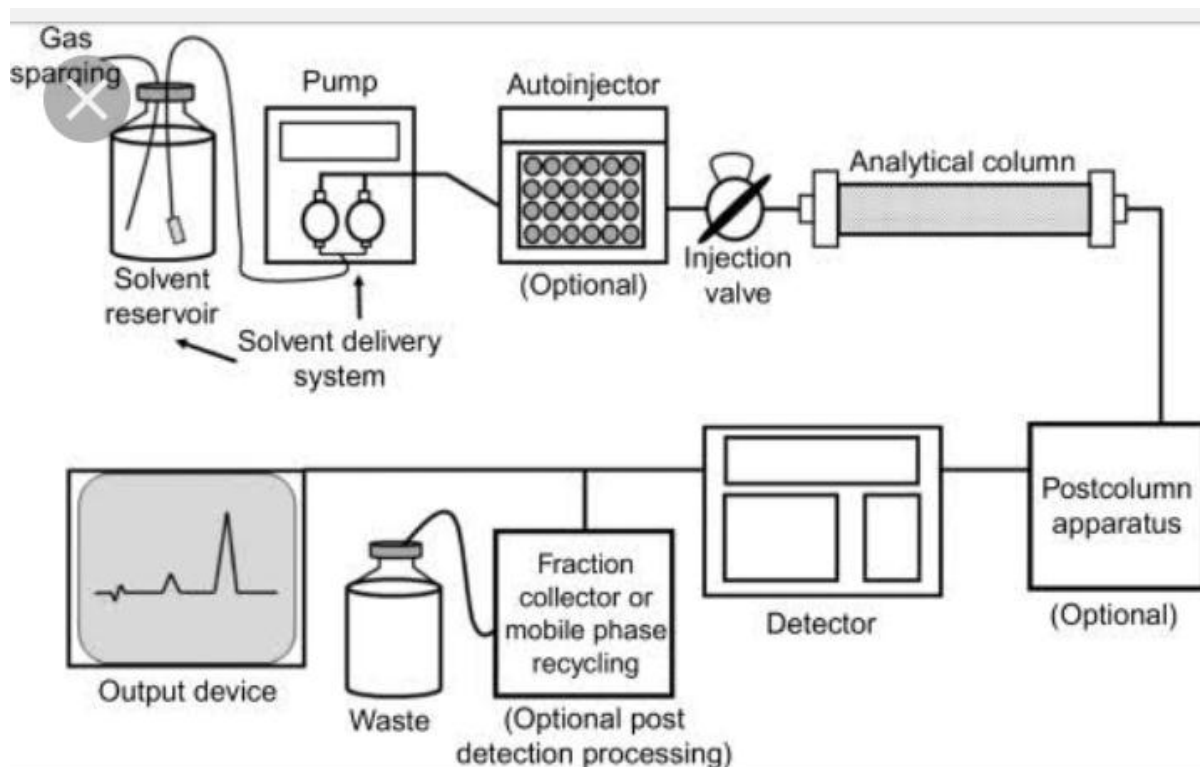 Gas
sparging
Pump
Autoinjector
Analytical column
Solvent
reservoir
(Optional)
Injection
valve
Solvent delivery
system
Postcolumn
apparatus
(Optional)
Fraction
collector or
mobile phase
recycling
Detector
Output device
Waste
(Optional post
detection processing)